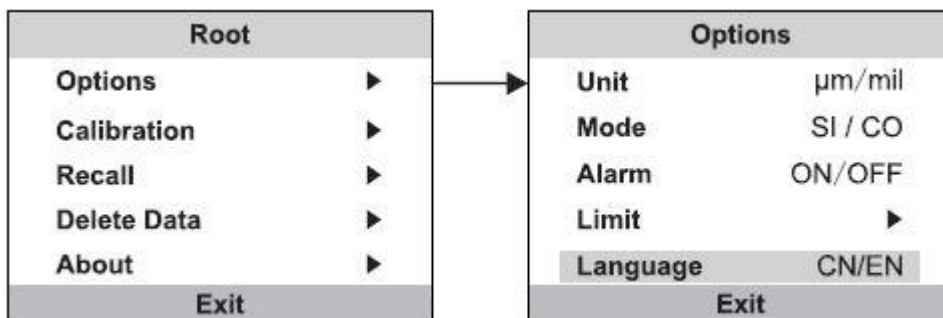 Root
Options ▶
Calibration ▶
Recall ▶
Delete Data ▶
About ▶
Exit
Options
Unit µm/mil
Mode SI / CO
Alarm ON/OFF
Limit ▶
Language CN/EN
Exit